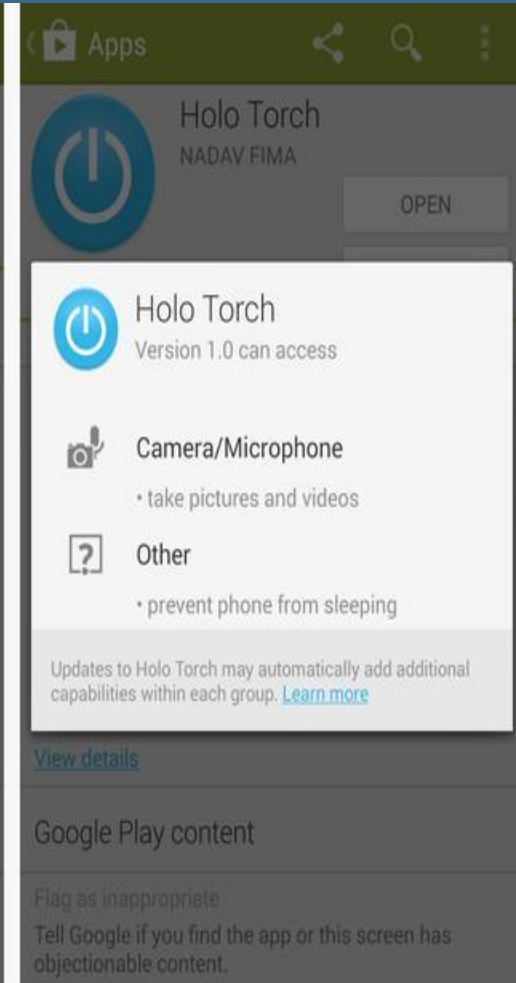 Apps
Holo Torch
NADAV FIMA
OPEN
Holo Torch
Version 1.0 can access
Camera/Microphone
• take pictures and videos
Other
• prevent phone from sleeping
Updates to Holo Torch may automatically add additional
capabilities within each group. Learn more
View details
Google Play content
Flag as inappropriate
Tell Google if you find the app or this screen has
objectionable content.